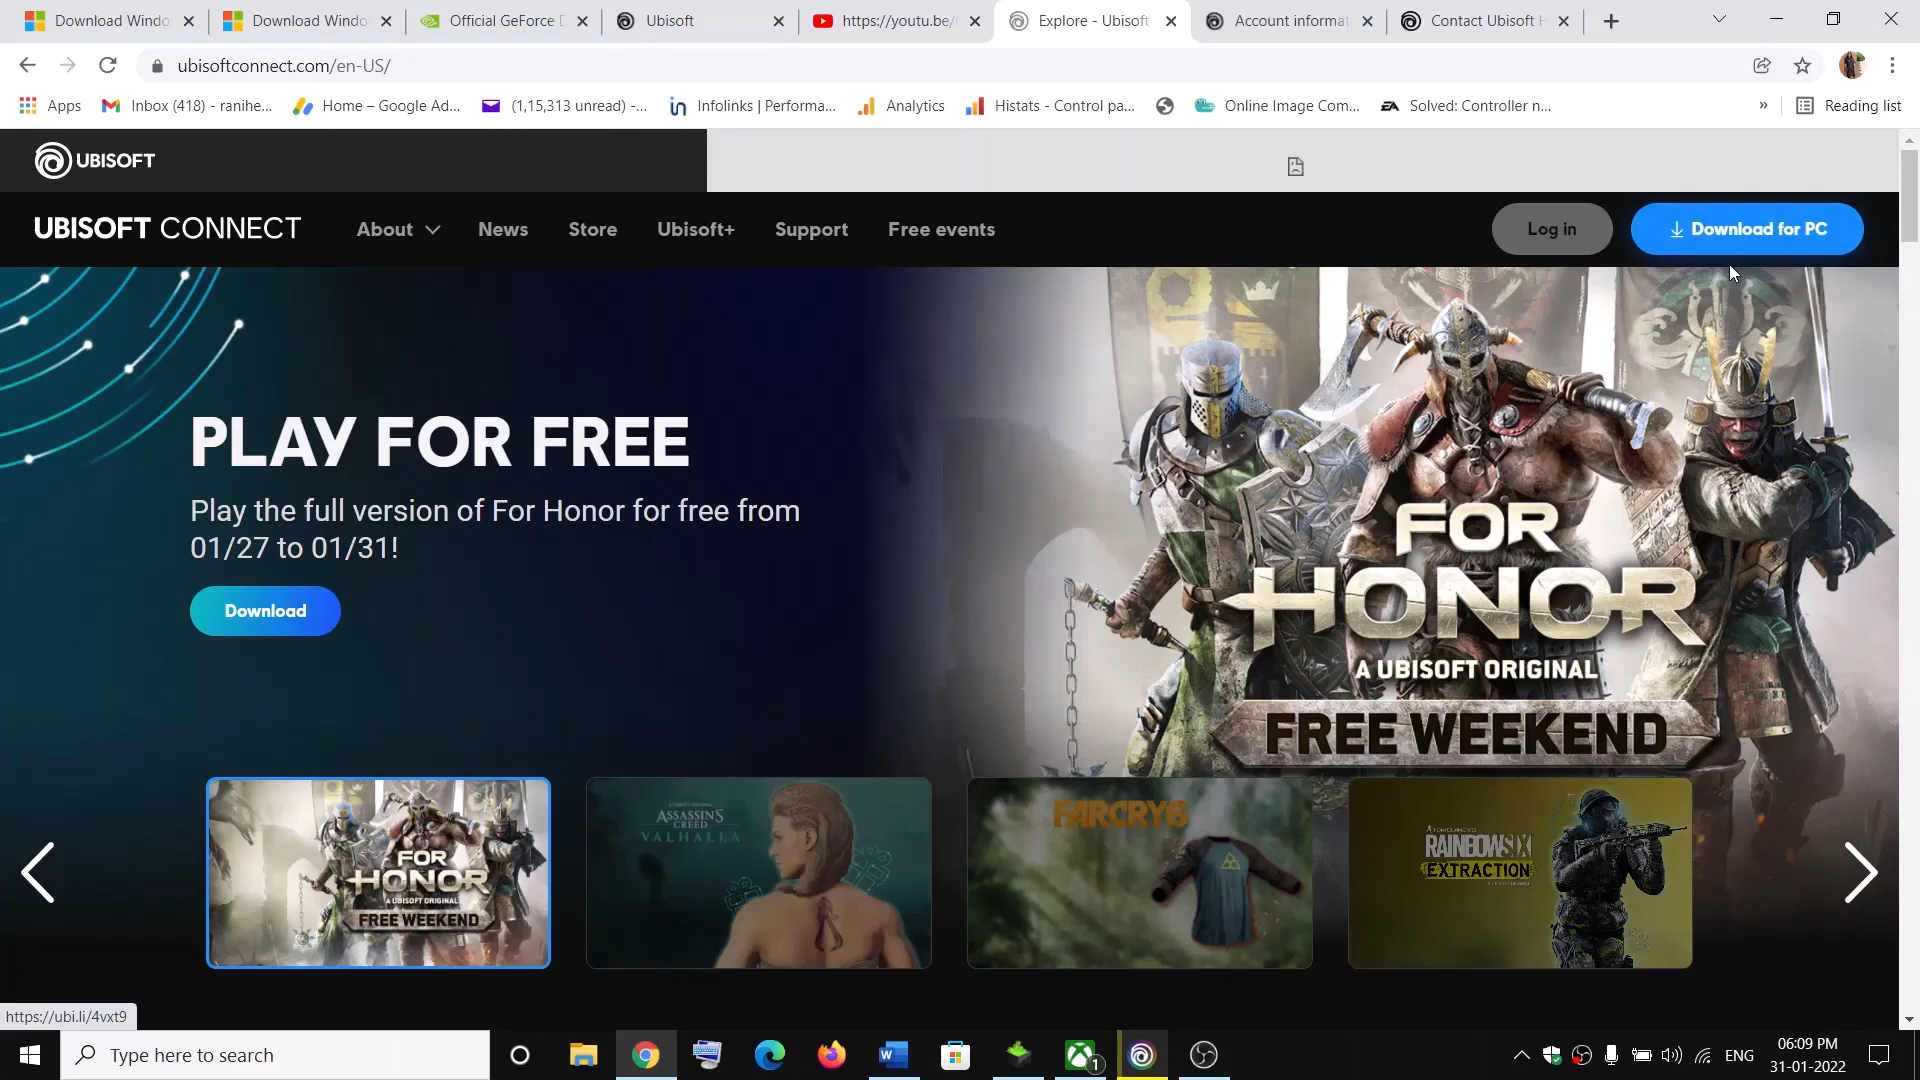 Download Windo
Download Windo
Official GeForce D
Ubisoft
https://youtu.be/
Explore - Ubisoft
Account informat
Contact Ubisoft H
ubisoftconnect.com/en-US/
Apps
Inbox (418) - ranihe...
Home – Google Ad...
(1,15,313 unread) -...
Infolinks | Performa...
Analytics
Histats - Control pa...
Online Image Com...
Solved: Controller n...
»
Reading list
UBISOFT
UBISOFT CONNECT
About
News
Store
Ubisoft+
Support
Free events
Log in
Download for PC
PLAY FOR FREE
Play the full version of For Honor for free from
01/27 to 01/31!
Download
FOR
HONOR
A UBISOFT ORIGINAL
FREE WEEKEND
FOR
HONOR
A UBISOFT ORIGINAL
FREE WEEKEND
ASSASSIN'S
CREED
VALHALLA
FARCRY6
TOM CLANCY'S
RAINBOW SIX
EXTRACTION
https://ubi.li/4vxt9
Type here to search
1
ENG
06:09 PM
31-01-2022